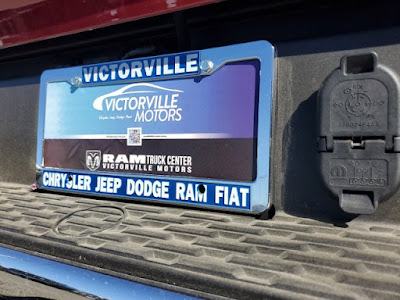 VICTORVILLE
VICTORVILLE
MOTORS
RAM TRUCK CENTER
VICTORVILLE MOTORS
CHRYSLER JEEP DODGE RAM FIAT